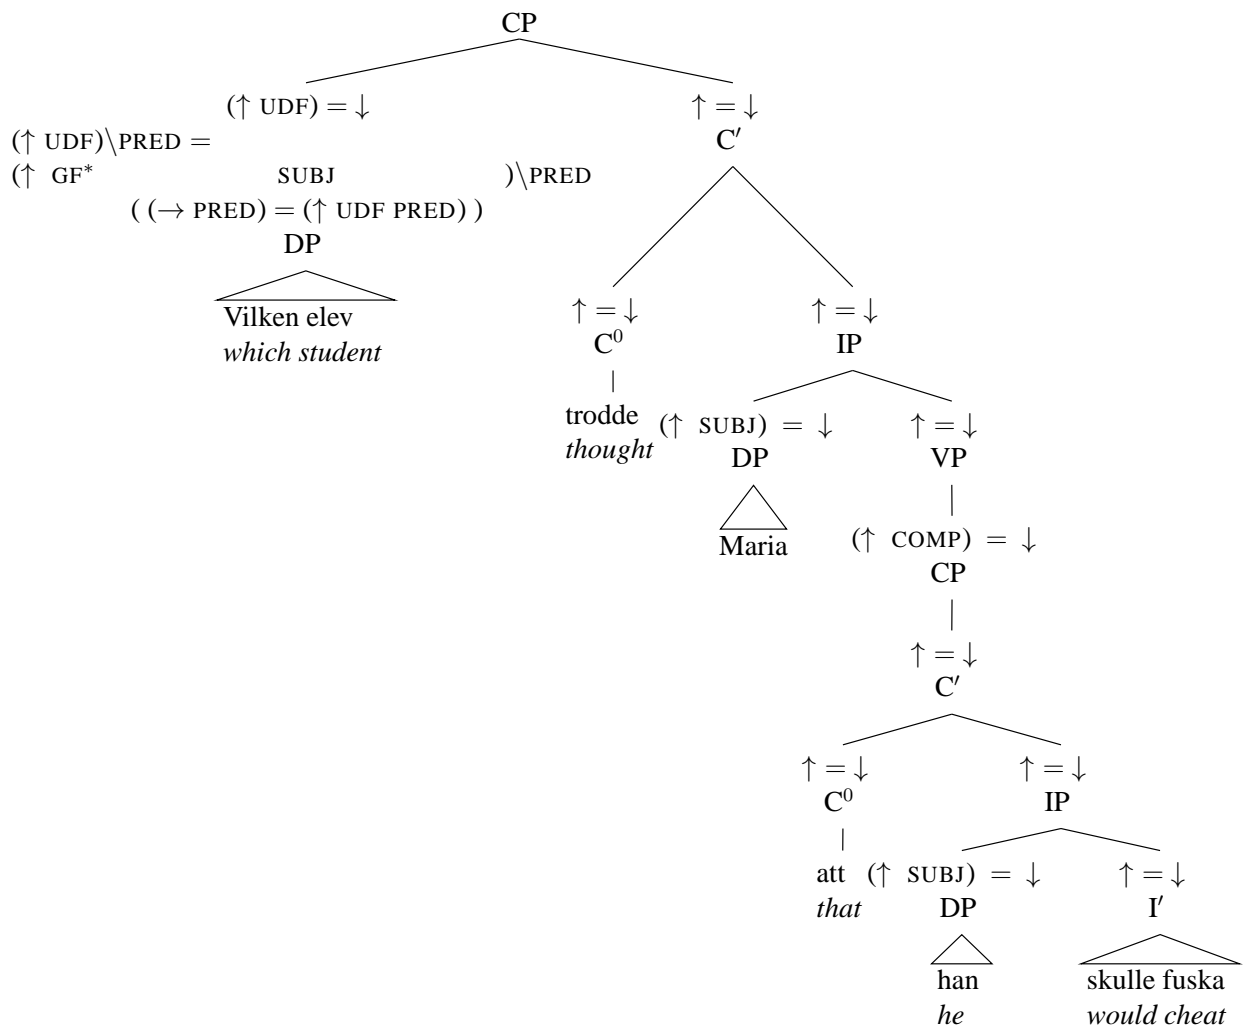 CP
(↑ UDF) = ↓ ↑ = ↓
(↑ UDF)\PRED = C′
(↑ GF* SUBJ )\PRED
( (→ PRED) = (↑ UDF PRED) )
DP
Vilken elev ↑ = ↓ ↑ = ↓
which student C⁰ IP
trodde (↑ SUBJ) = ↓ ↑ = ↓
thought DP VP
Maria (↑ COMP) = ↓
CP
↑ = ↓
C′
↑ = ↓ ↑ = ↓
C⁰ IP
att (↑ SUBJ) = ↓ ↑ = ↓
that DP I′
han skulle fuska
he would cheat